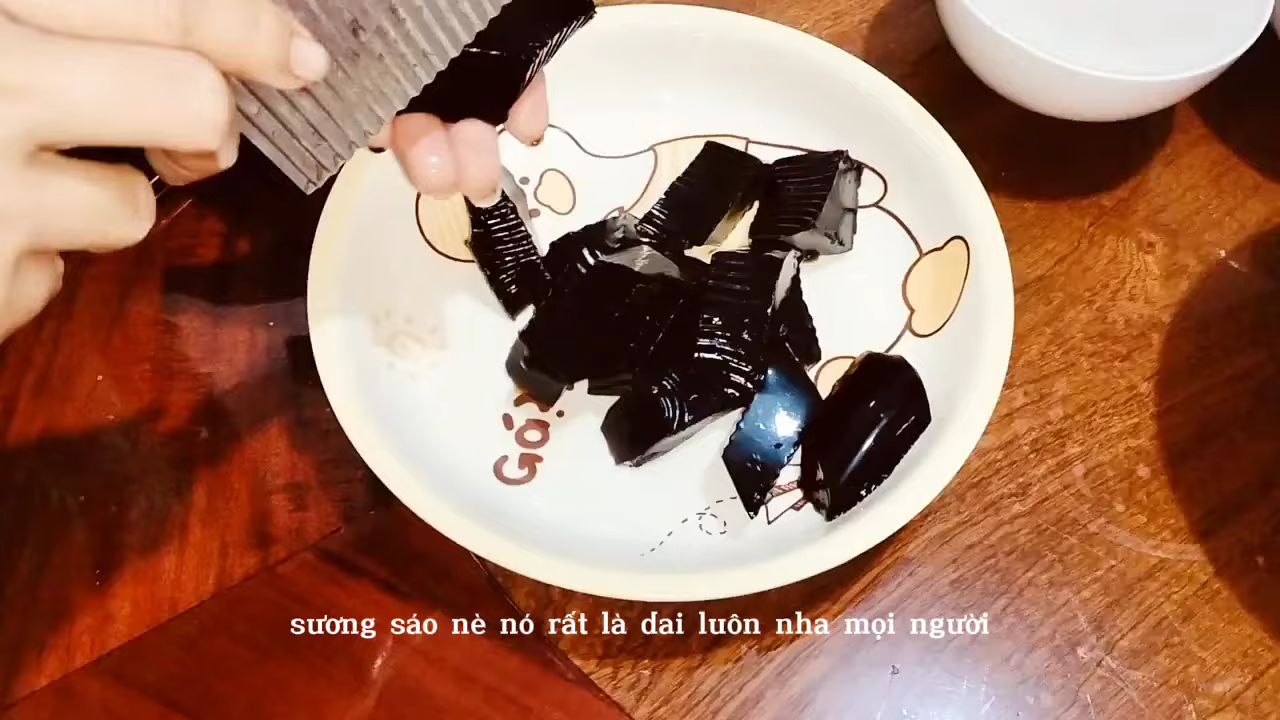 sương sáo nè nó rất là dai luôn nha mọi người